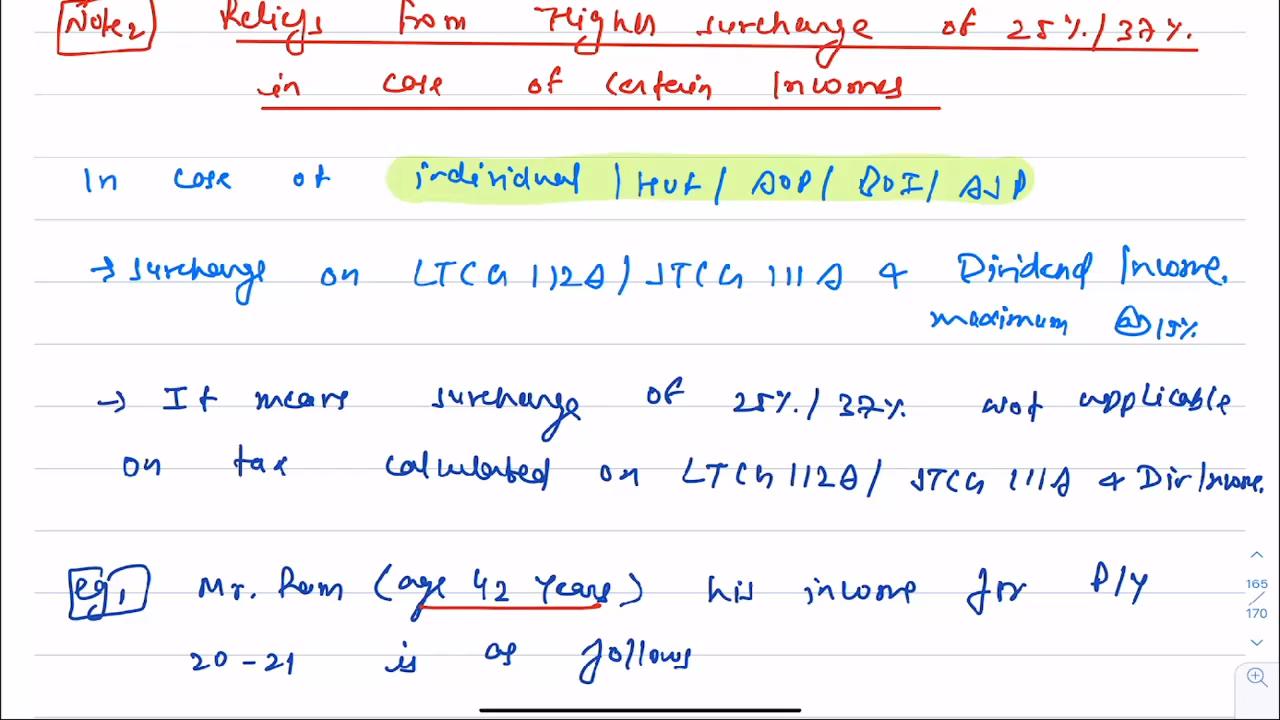 Note 2 Reliefs from Higher surcharge of 25% / 37%
in case of certain Incomes
In case of individual / HUF / AOP / BOI / AJP
→ surcharge on LTCG 112A / STCG 111A & Dividend Income.
maximum @ 15%
→ It means surcharge of 25% / 37% not applicable
on tax calculated on LTCG 112A / STCG 111A & Div Income.
eg1 Mr. Ram (age 42 years) his income for P/Y
20-21 is as follows
165
170